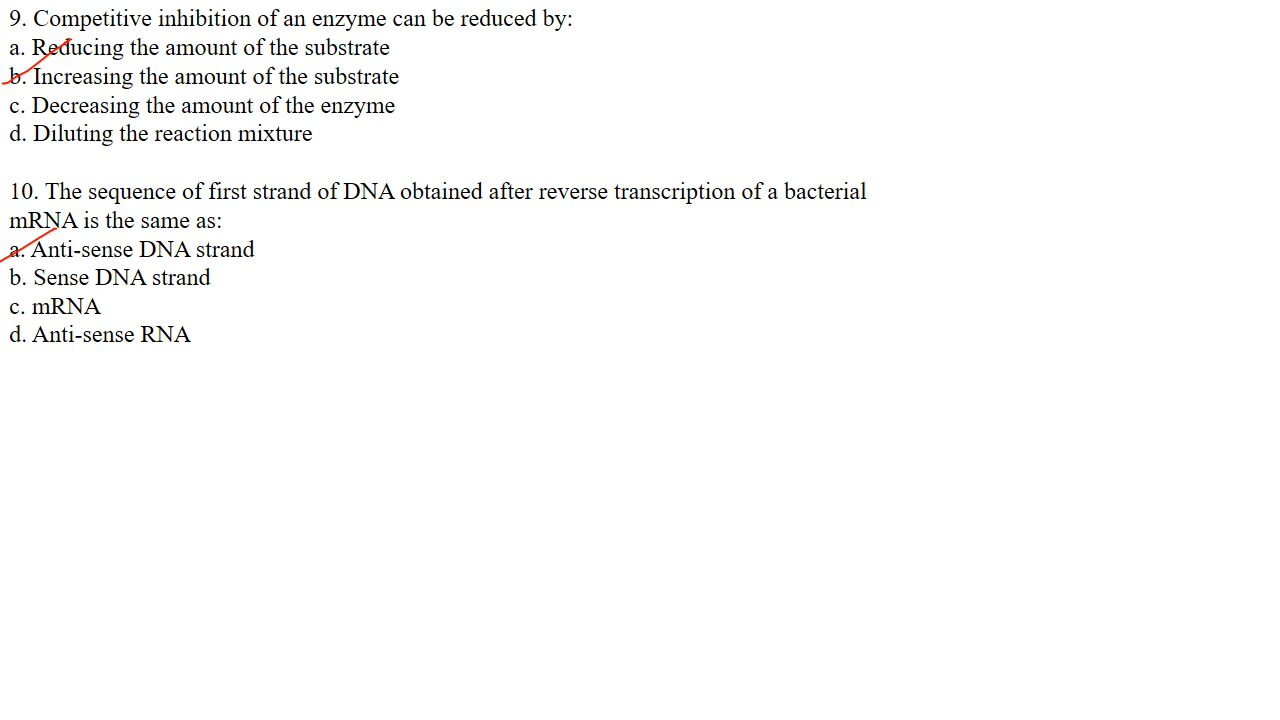 9. Competitive inhibition of an enzyme can be reduced by:
a. Reducing the amount of the substrate
b. Increasing the amount of the substrate
c. Decreasing the amount of the enzyme
d. Diluting the reaction mixture
10. The sequence of first strand of DNA obtained after reverse transcription of a bacterial
mRNA is the same as:
a. Anti-sense DNA strand
b. Sense DNA strand
c. mRNA
d. Anti-sense RNA